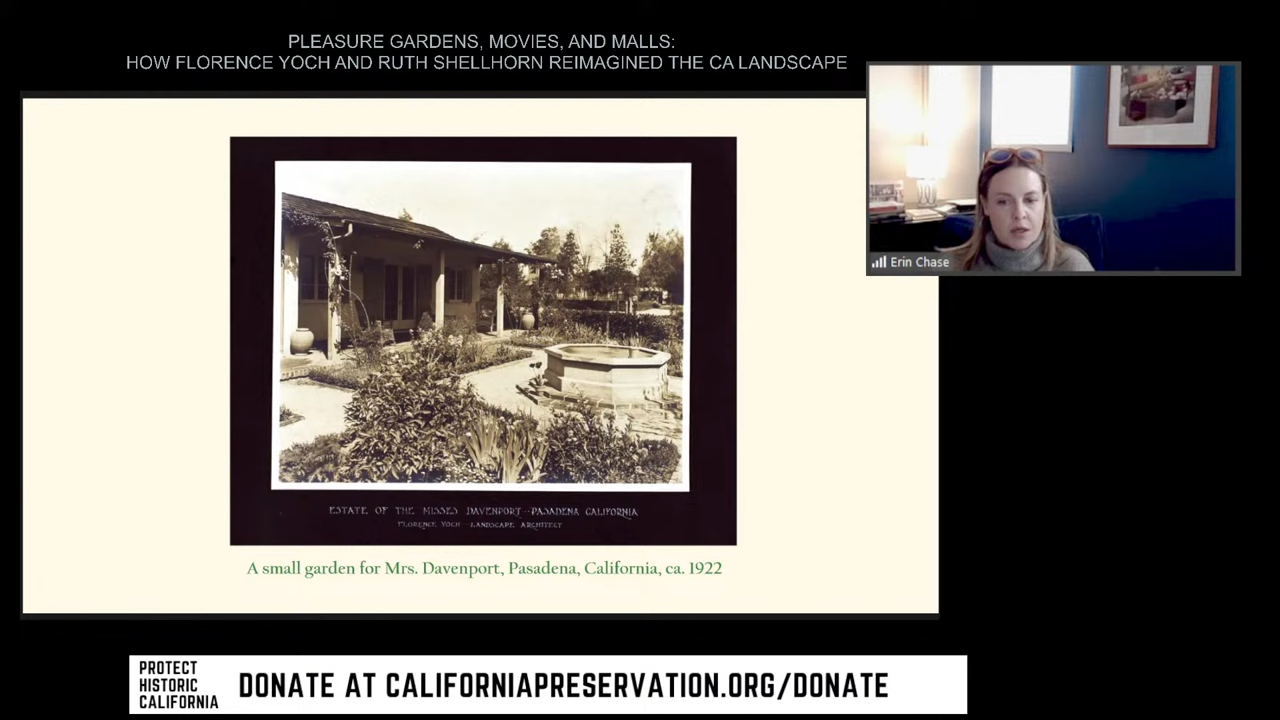 PLEASURE GARDENS, MOVIES, AND MALLS:
HOW FLORENCE YOCH AND RUTH SHELLHORN REIMAGINED THE CA LANDSCAPE
Erin Chase
ESTATE OF THE MISSES DAVENPORT - PASADENA CALIFORNIA
FLORENCE YOCH - LANDSCAPE ARCHITECT
A small garden for Mrs. Davenport, Pasadena, California, ca. 1922
PROTECT
HISTORIC
CALIFORNIA
DONATE AT CALIFORNIAPRESERVATION.ORG/DONATE